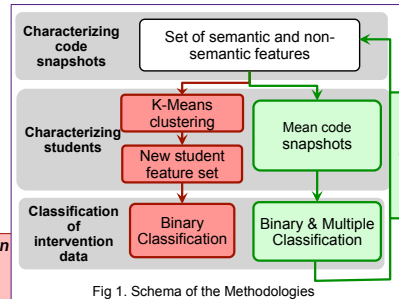 Characterizing
code
snapshots
Set of semantic and non-
semantic features
Characterizing
students
K-Means
clustering
New student
feature set
Mean code
snapshots
Classification
of
intervention
data
Binary
Classification
Binary & Multiple
Classification
n
Fig 1. Schema of the Methodologies